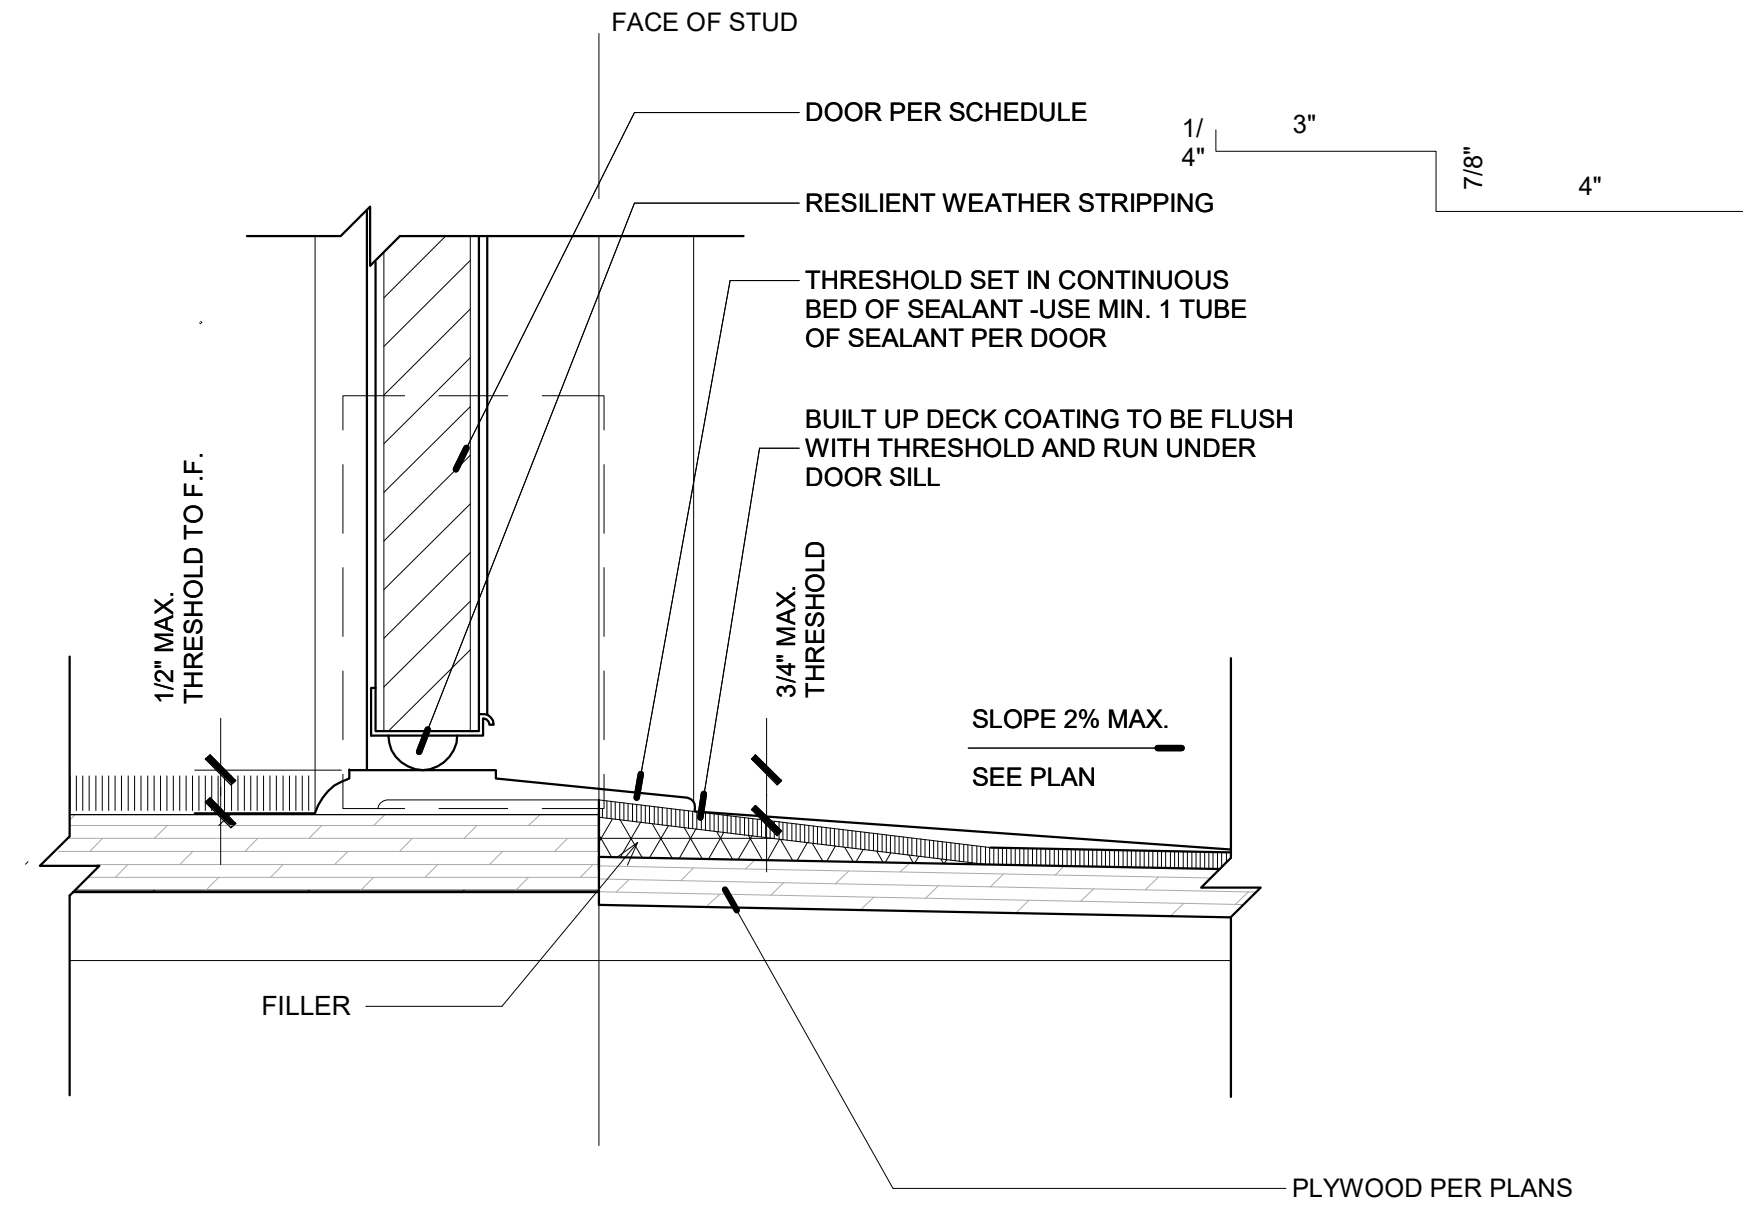 FACE OF STUD
DOOR PER SCHEDULE
1/
4"
3"
7/8"
4"
RESILIENT WEATHER STRIPPING
THRESHOLD SET IN CONTINUOUS
BED OF SEALANT -USE MIN. 1 TUBE
OF SEALANT PER DOOR
BUILT UP DECK COATING TO BE FLUSH
WITH THRESHOLD AND RUN UNDER
DOOR SILL
1/2" MAX.
THRESHOLD TO F.F.
3/4" MAX.
THRESHOLD
SLOPE 2% MAX.
SEE PLAN
FILLER
PLYWOOD PER PLANS